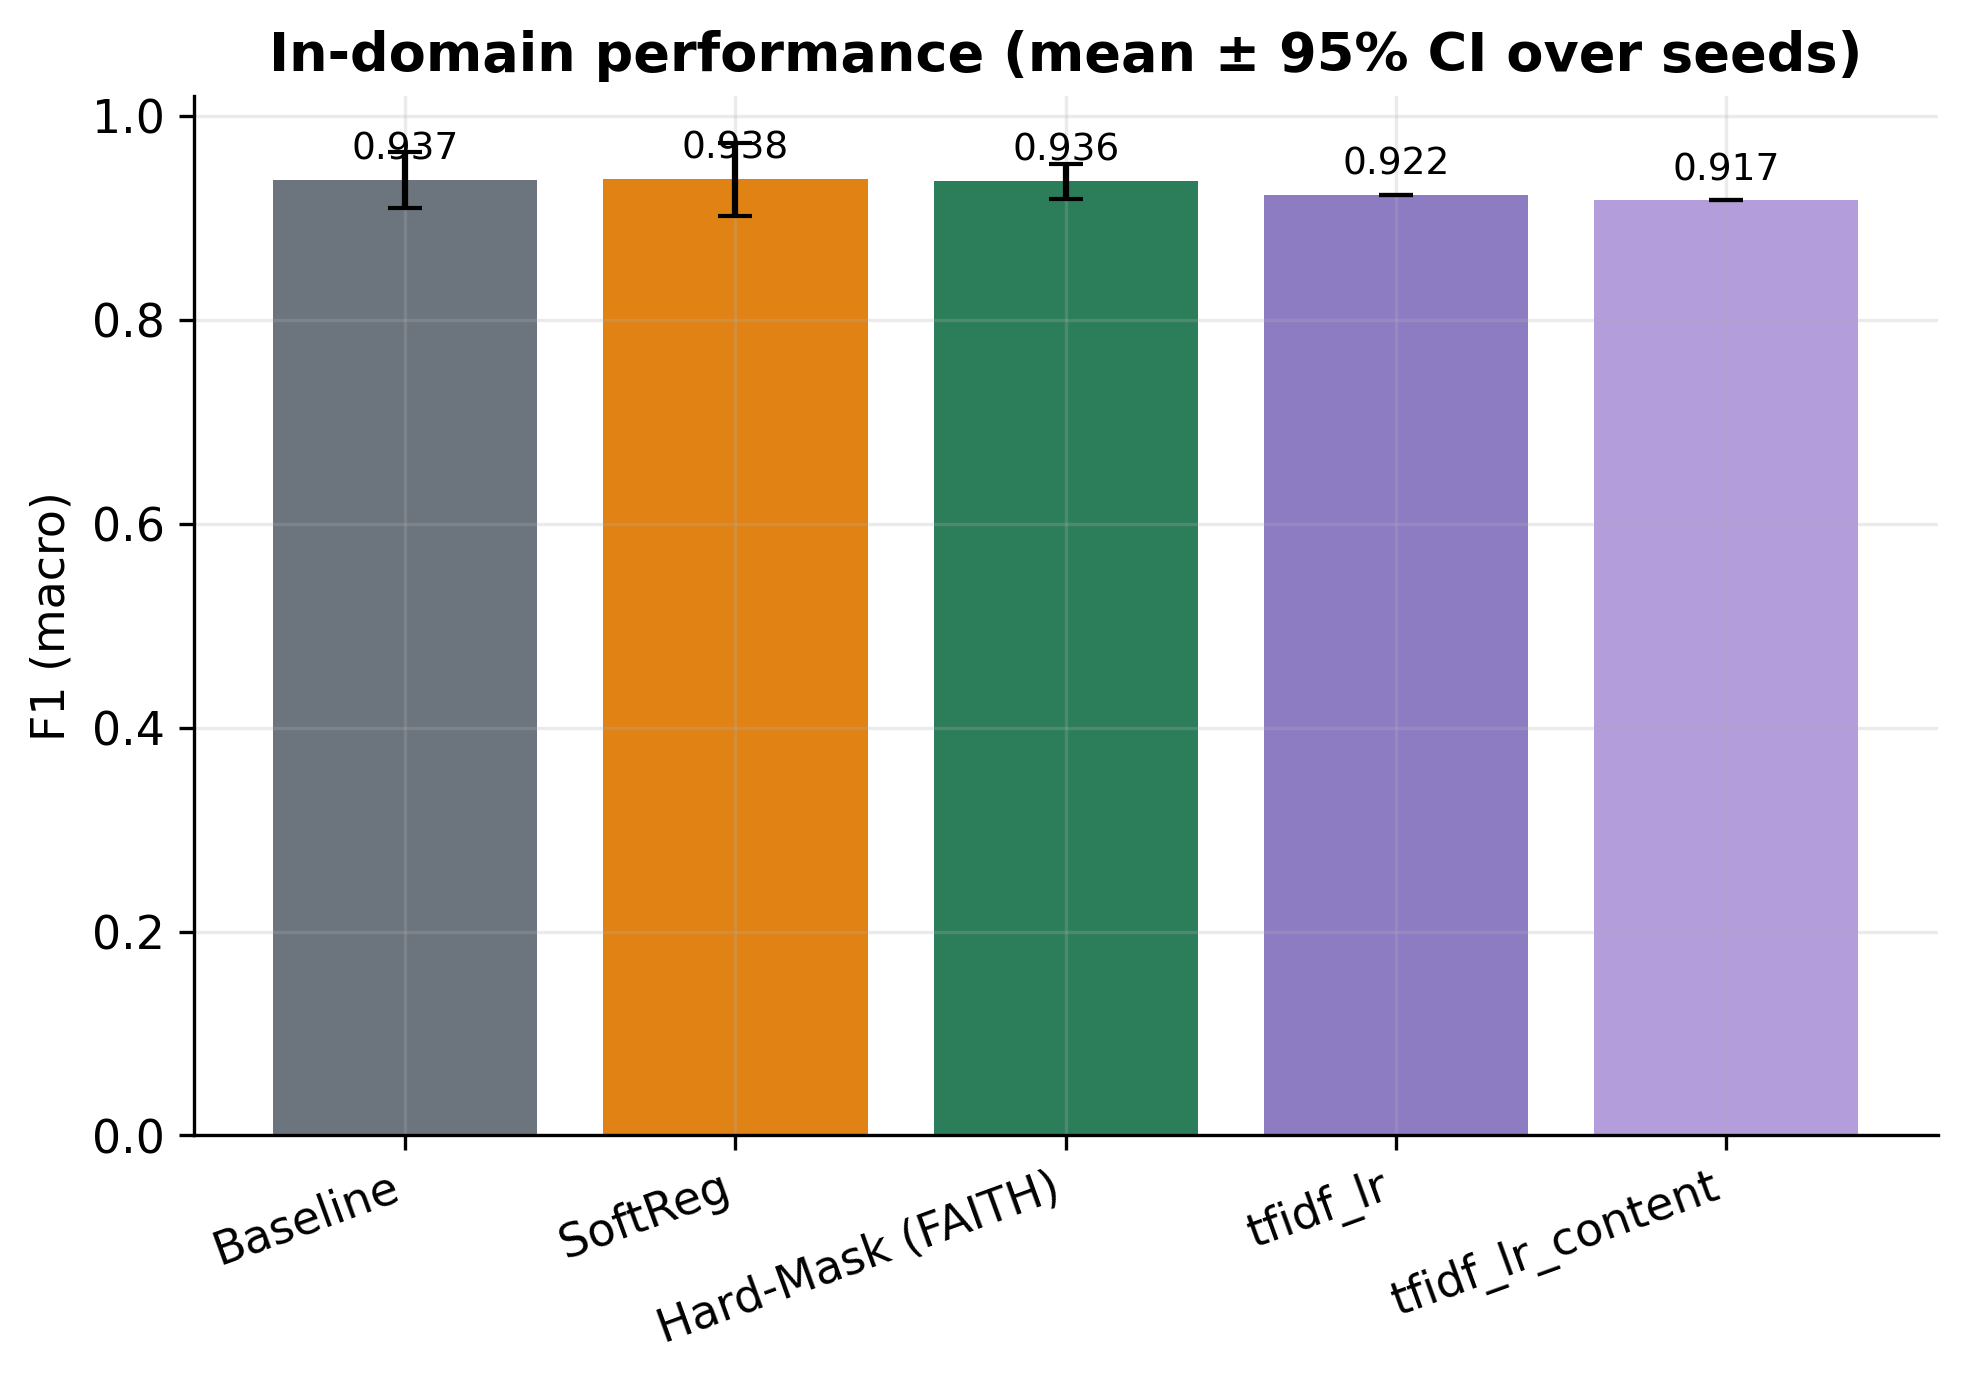 In-domain performance (mean ± 95% CI over seeds)
F1 (macro)
1.0
0.8
0.6
0.4
0.2
0.0
0.937
0.938
0.936
0.922
0.917
Baseline
SoftReg
Hard-Mask (FAITH)
tfidf_lr
tfidf_lr_content